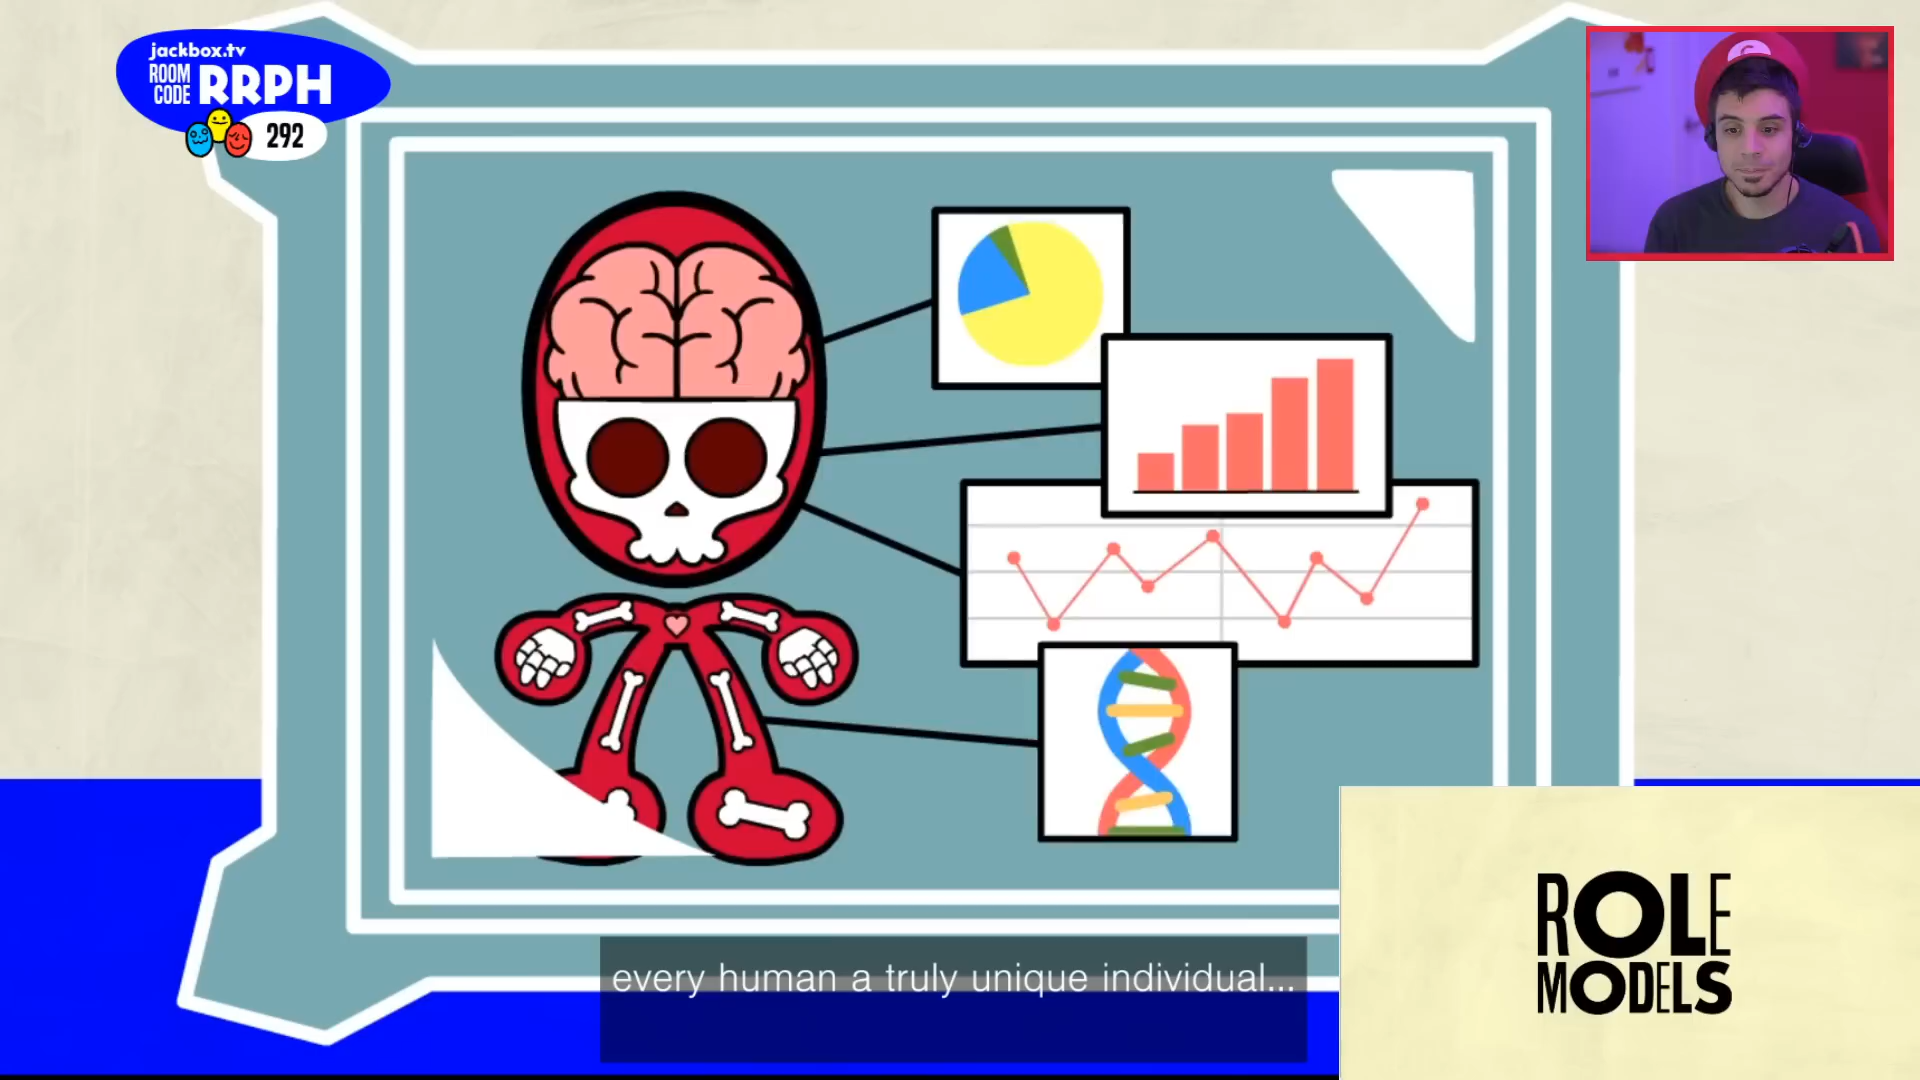 jackbox.tv
ROOM CODE RRPH
292
every human a truly unique individual...
ROLE
MODELS